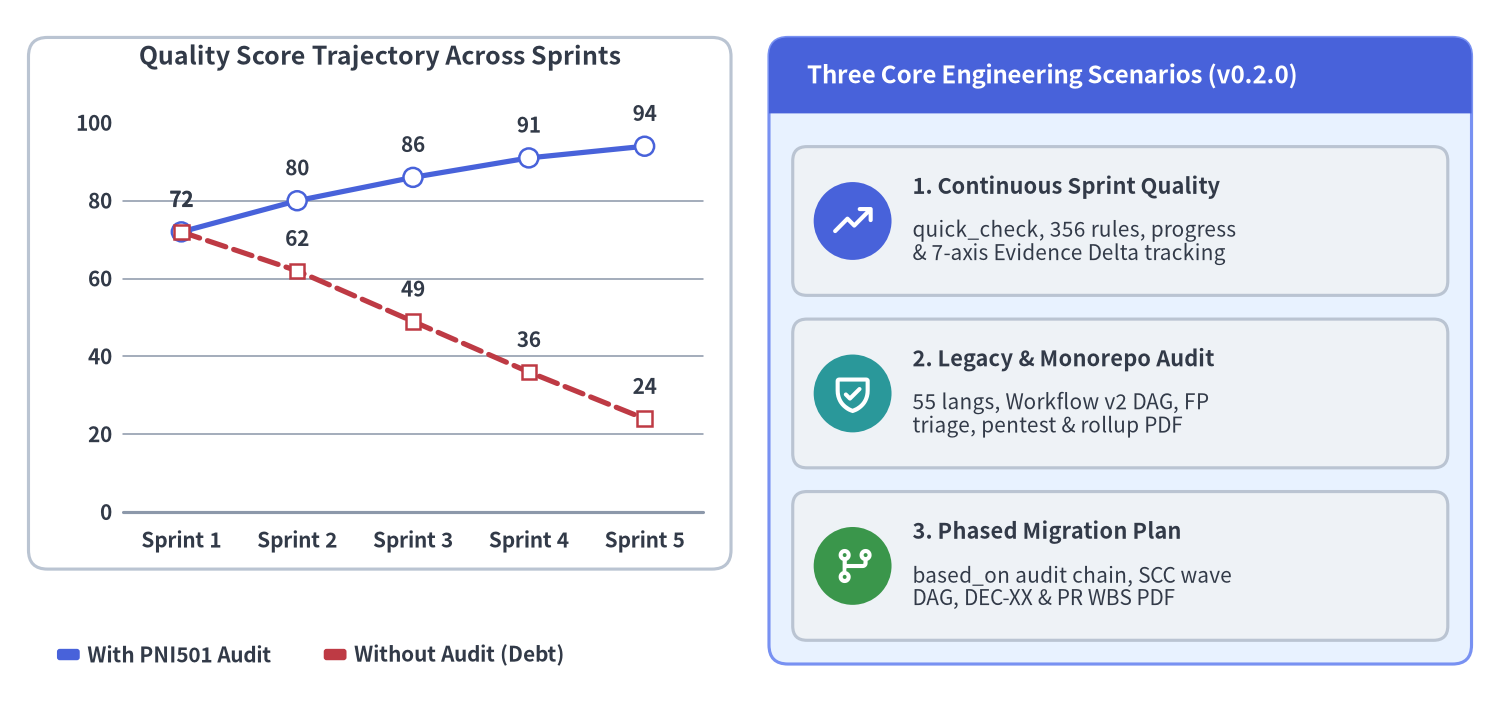 Quality Score Trajectory Across Sprints
100
80
60
40
20
0
72
80
86
91
94
62
49
36
24
Sprint 1
Sprint 2
Sprint 3
Sprint 4
Sprint 5
With PNI501 Audit
Without Audit (Debt)
Three Core Engineering Scenarios (v0.2.0)
1. Continuous Sprint Quality
quick_check, 356 rules, progress
& 7-axis Evidence Delta tracking
2. Legacy & Monorepo Audit
55 langs, Workflow v2 DAG, FP
triage, pentest & rollup PDF
3. Phased Migration Plan
based_on audit chain, SCC wave
DAG, DEC-XX & PR WBS PDF